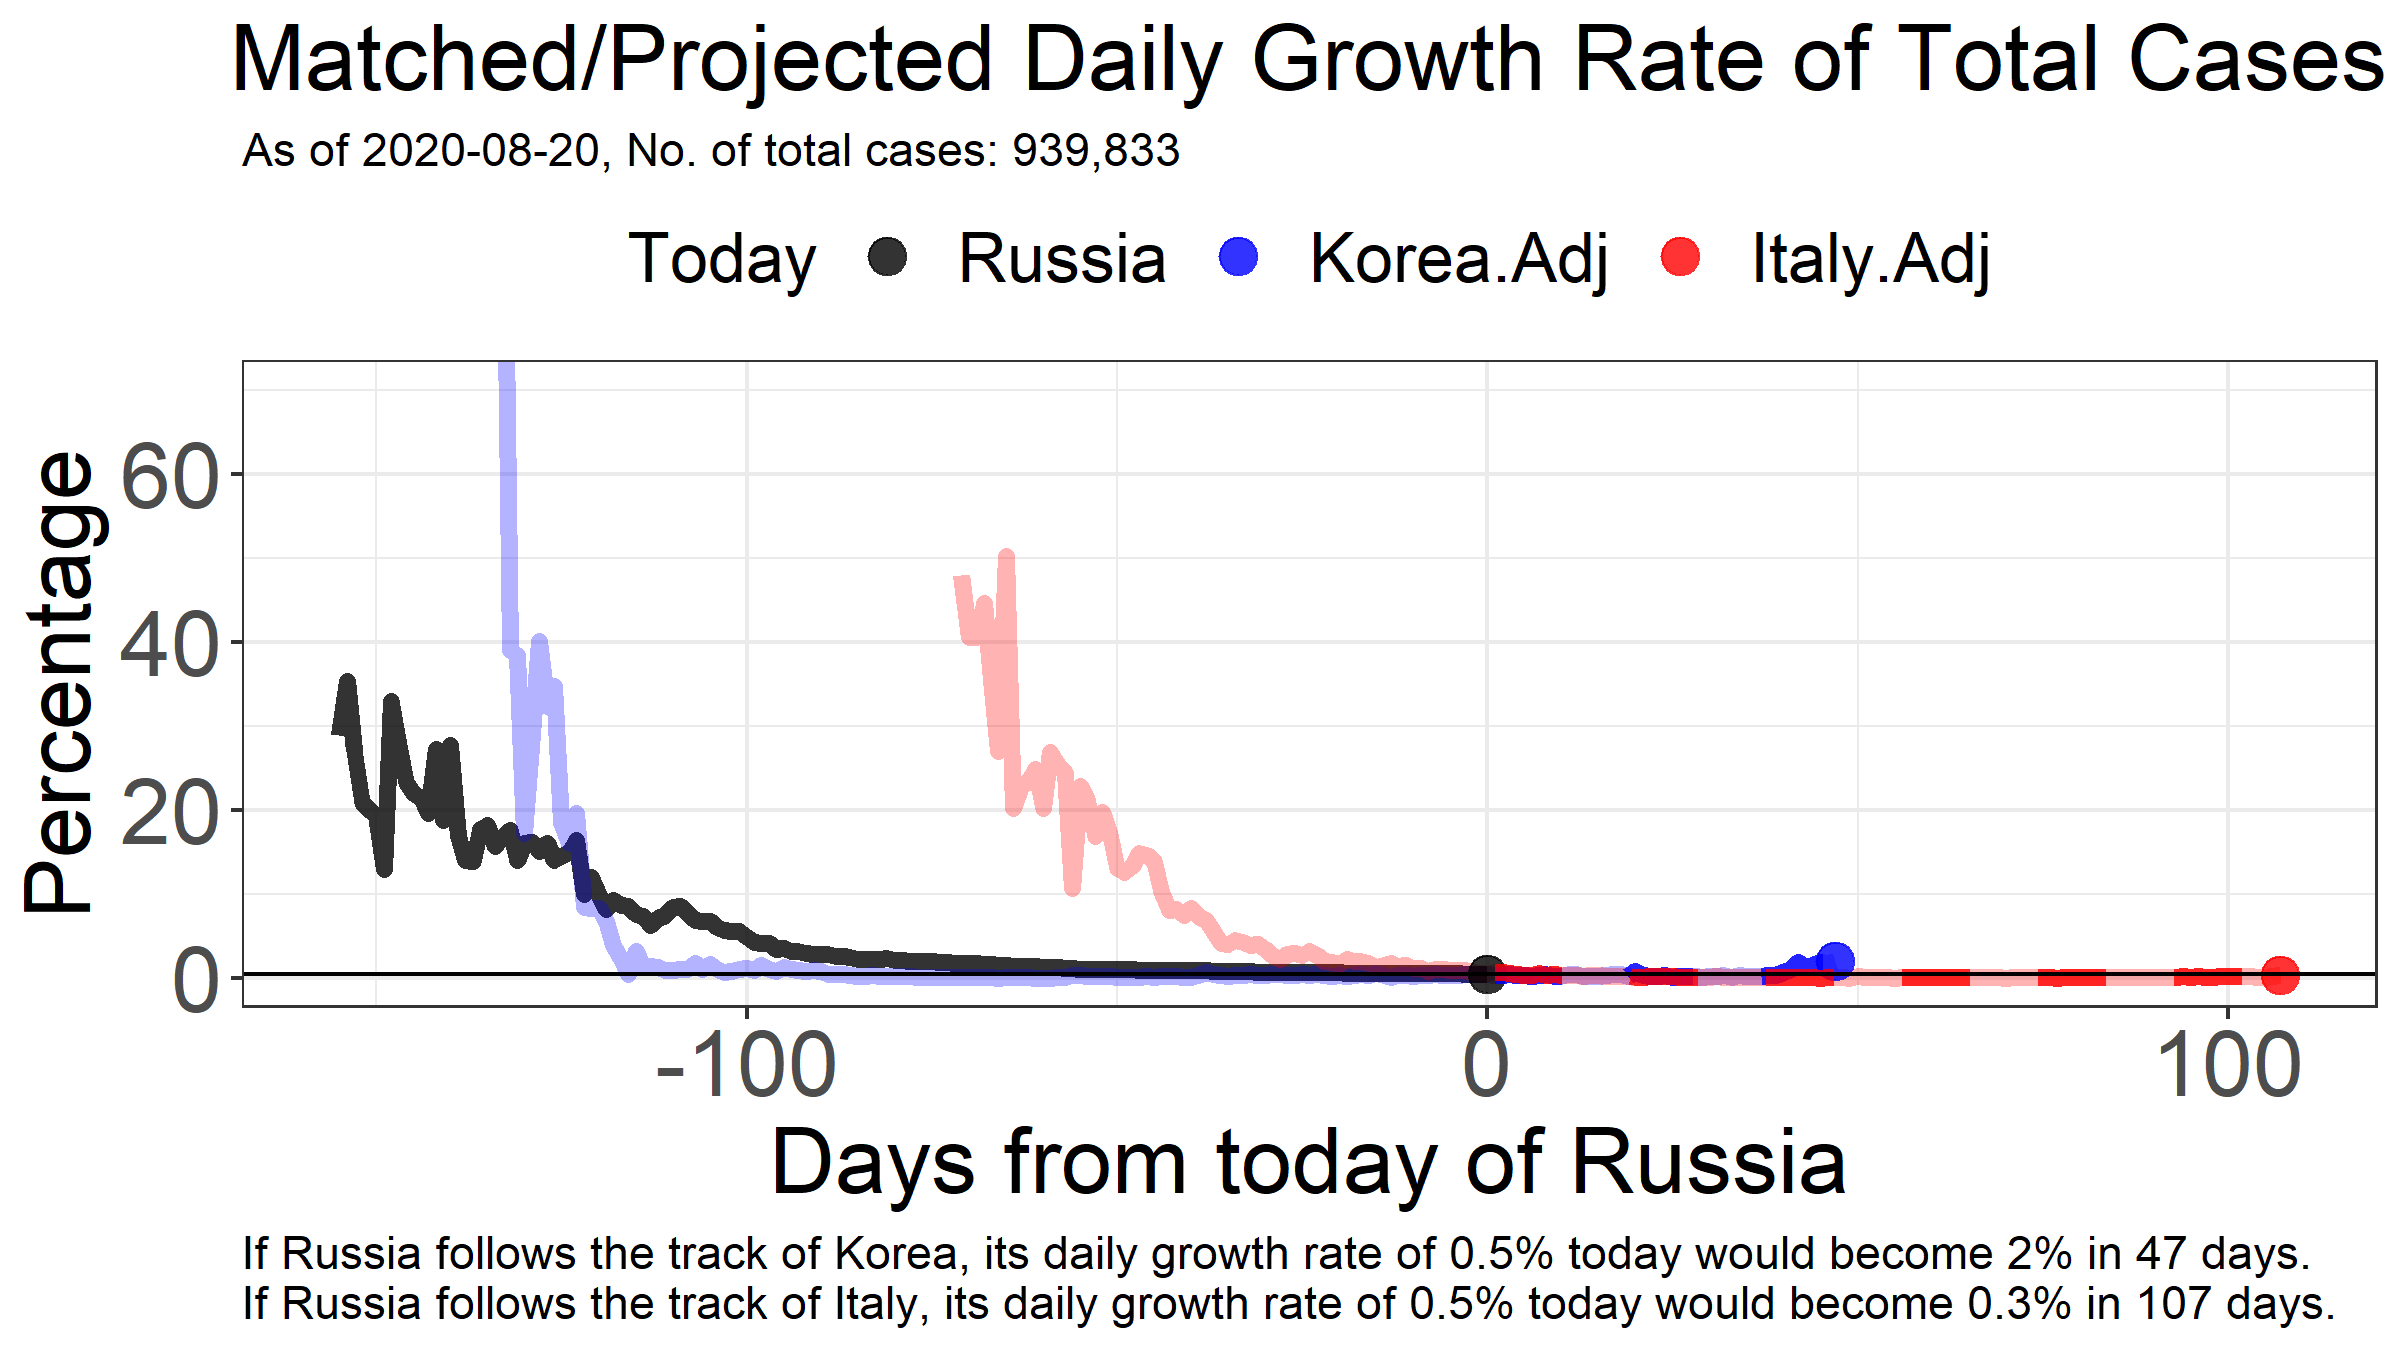 Matched/Projected Daily Growth Rate of Total Cases
As of 2020-08-20, No. of total cases: 939,833
Today Russia Korea.Adj Italy.Adj
Percentage
60
40
20
0
-100 0 100
Days from today of Russia
If Russia follows the track of Korea, its daily growth rate of 0.5% today would become 2% in 47 days.
If Russia follows the track of Italy, its daily growth rate of 0.5% today would become 0.3% in 107 days.